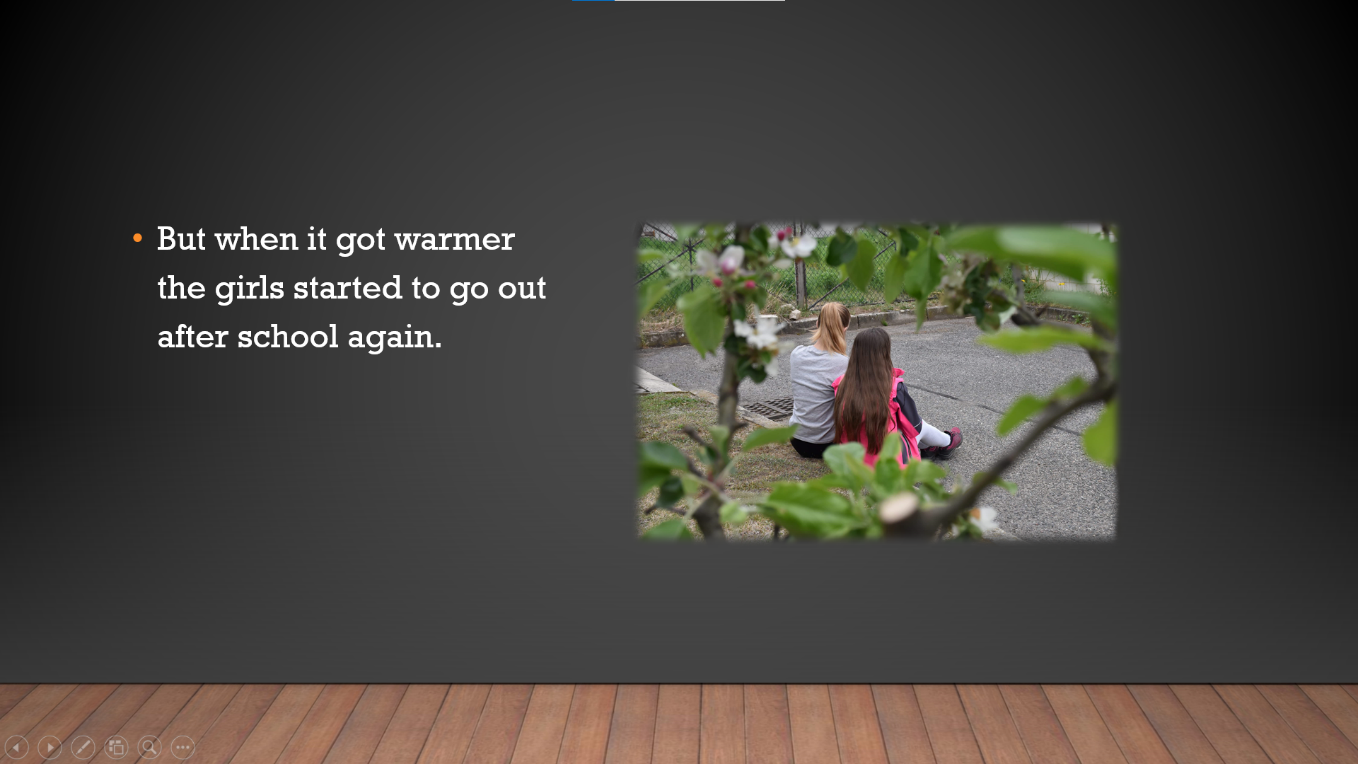 But when it got warmer
the girls started to go out
after school again.